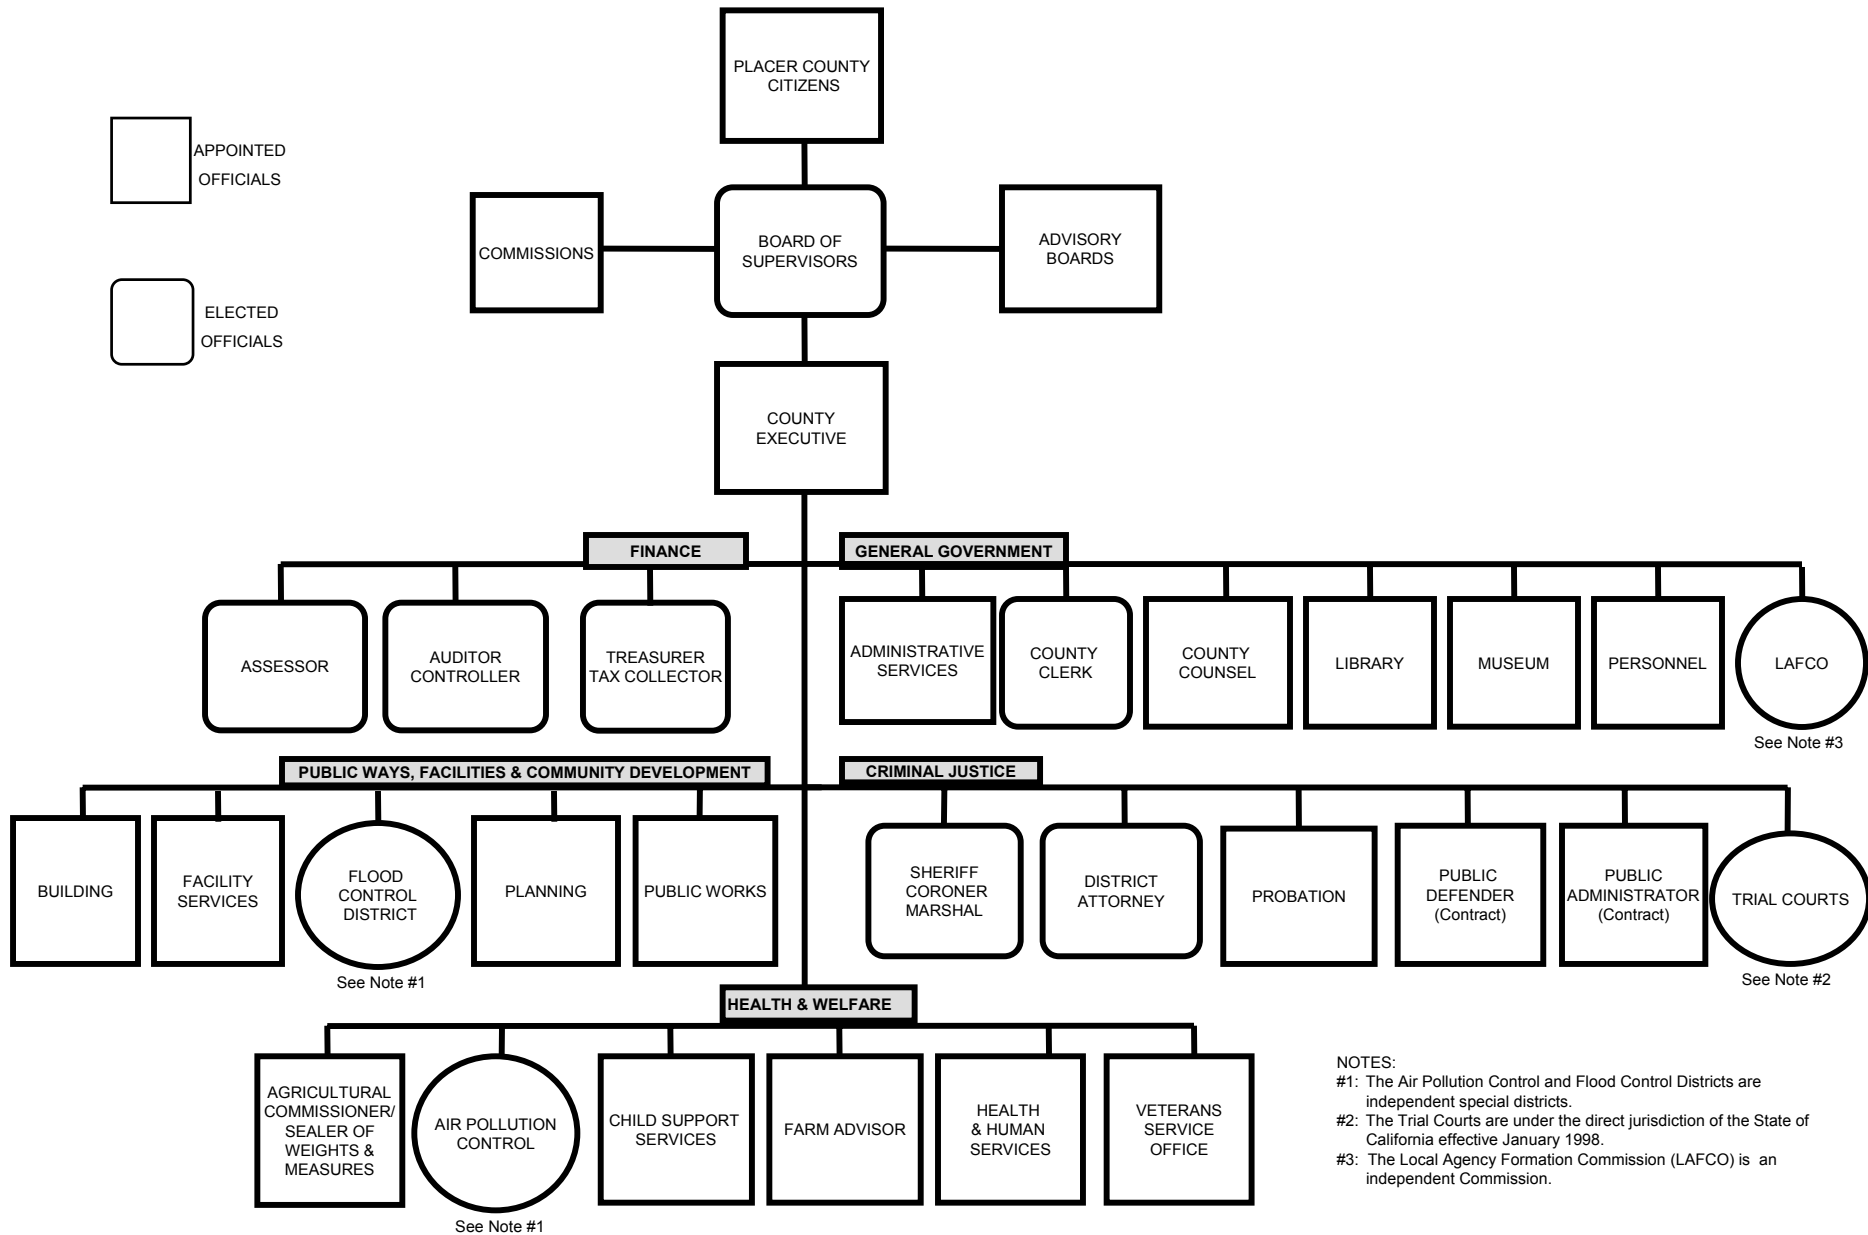 PLACER COUNTY
CITIZENS
APPOINTED
OFFICIALS
ELECTED
OFFICIALS
COMMISSIONS
BOARD OF
SUPERVISORS
ADVISORY
BOARDS
COUNTY
EXECUTIVE
FINANCE
GENERAL GOVERNMENT
ASSESSOR
AUDITOR
CONTROLLER
TREASURER
TAX COLLECTOR
ADMINISTRATIVE
SERVICES
COUNTY
CLERK
COUNTY
COUNSEL
LIBRARY
MUSEUM
PERSONNEL
LAFCO
See Note #3
PUBLIC WAYS, FACILITIES & COMMUNITY DEVELOPMENT
CRIMINAL JUSTICE
BUILDING
FACILITY
SERVICES
FLOOD
CONTROL
DISTRICT
See Note #1
PLANNING
PUBLIC WORKS
SHERIFF
CORONER
MARSHAL
DISTRICT
ATTORNEY
PROBATION
PUBLIC
DEFENDER
(Contract)
PUBLIC
ADMINISTRATOR
(Contract)
TRIAL COURTS
See Note #2
HEALTH & WELFARE
AGRICULTURAL
COMMISSIONER/
SEALER OF
WEIGHTS &
MEASURES
AIR POLLUTION
CONTROL
See Note #1
CHILD SUPPORT
SERVICES
FARM ADVISOR
HEALTH
& HUMAN
SERVICES
VETERANS
SERVICE
OFFICE
NOTES:
#1: The Air Pollution Control and Flood Control Districts are
independent special districts.
#2: The Trial Courts are under the direct jurisdiction of the State of
California effective January 1998.
#3: The Local Agency Formation Commission (LAFCO) is an
independent Commission.